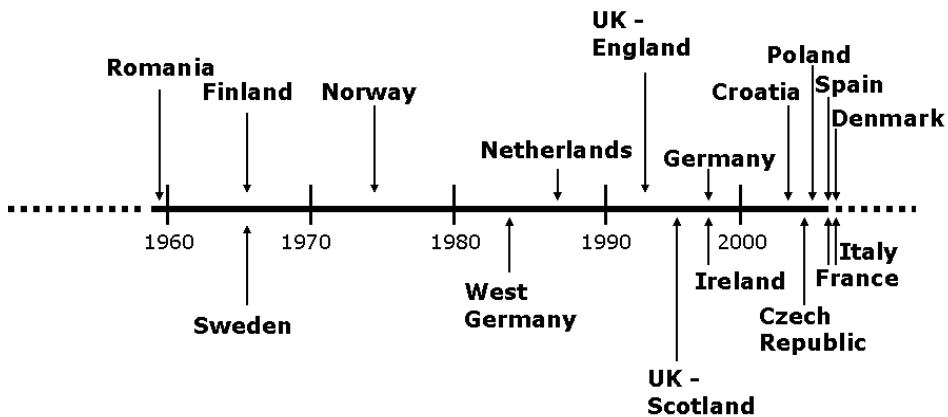 UK -
England
Poland
Romania
Spain
Finland
Norway
Croatia
Denmark
Netherlands
Germany
1960
1970
1980
1990
2000
Italy
Ireland
France
West
Germany
Sweden
Czech
Republic
UK -
Scotland